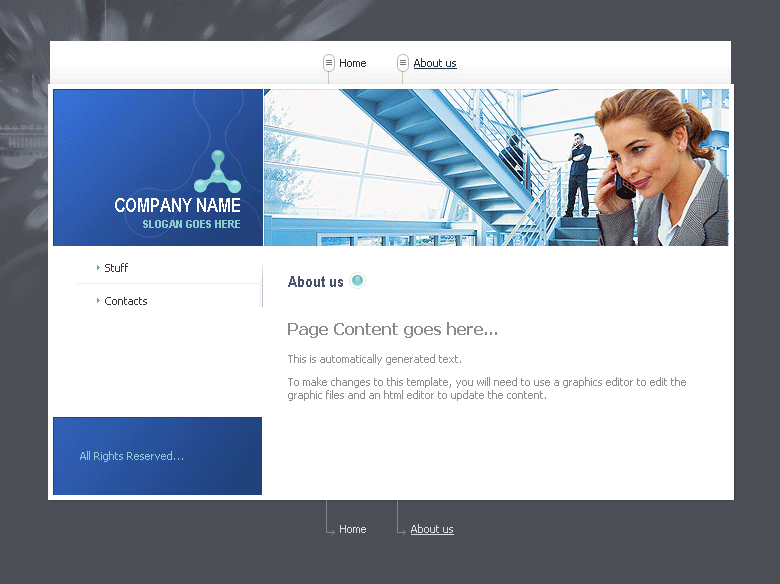 Home
About us
COMPANY NAME
SLOGAN GOES HERE
Stuff
Contacts
About us
Page Content goes here...
This is automatically generated text.
To make changes to this template, you will need to use a graphics editor to edit the
graphic files and an html editor to update the content.
All Rights Reserved...
Home
About us